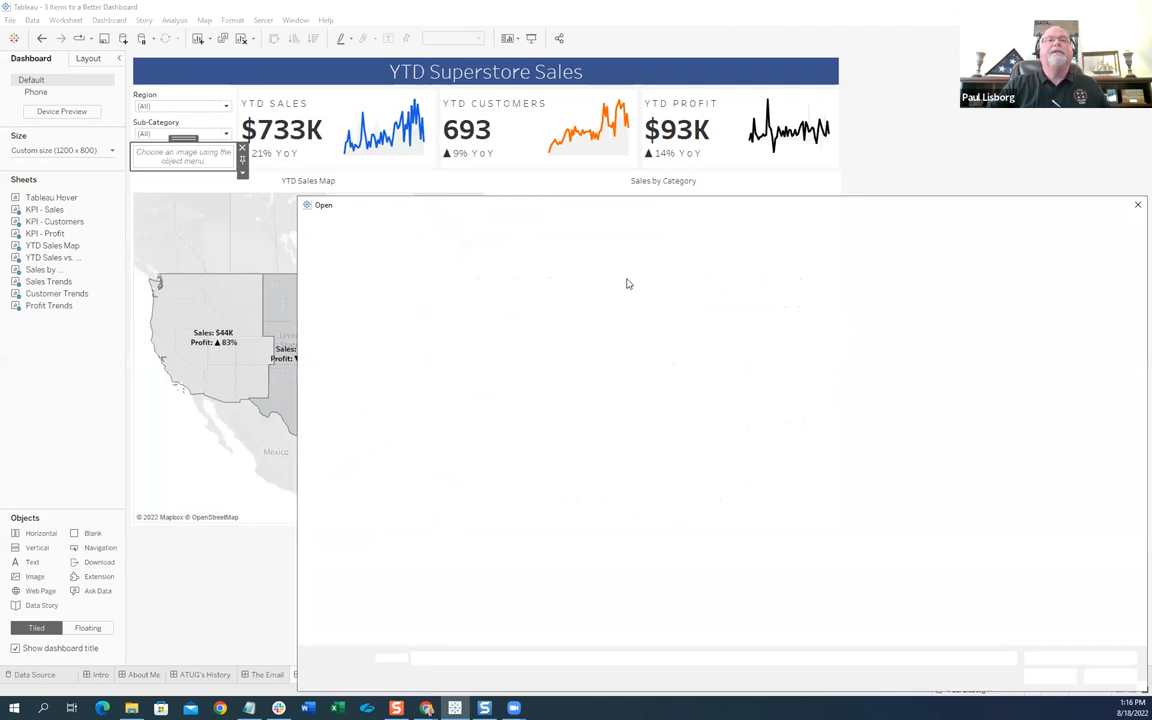 Tableau - 3 Items to a Better Dashboard
File Data Worksheet Dashboard Story Analysis Map Format Server Window Help
Dashboard Layout
Default
Phone
Device Preview
Size
Custom size (1200 x 800)
Sheets
Tableau Hover
KPI - Sales
KPI - Customers
KPI - Profit
YTD Sales Map
YTD Sales vs. ...
Sales by ...
Sales Trends
Customer Trends
Profit Trends
Objects
Horizontal Blank
Vertical Navigation
Text Download
Image Extension
Web Page Ask Data
Data Story
Tiled Floating
Show dashboard title
YTD Superstore Sales
Region
(All)
Sub-Category
(All)
Choose an image using the
object menu.
YTD SALES
$733K
21% YoY
YTD CUSTOMERS
693
▲ 9% YoY
YTD PROFIT
$93K
▲ 14% YoY
YTD Sales Map
Sales by Category
Open
Sales: $44K
Profit: ▲ 83%
United
Sales:
Profit:
Mexico
© 2022 Mapbox © OpenStreetMap
Paul Lisborg
Data Source Intro About Me ATUG's History The Email
1:16 PM
8/18/2022